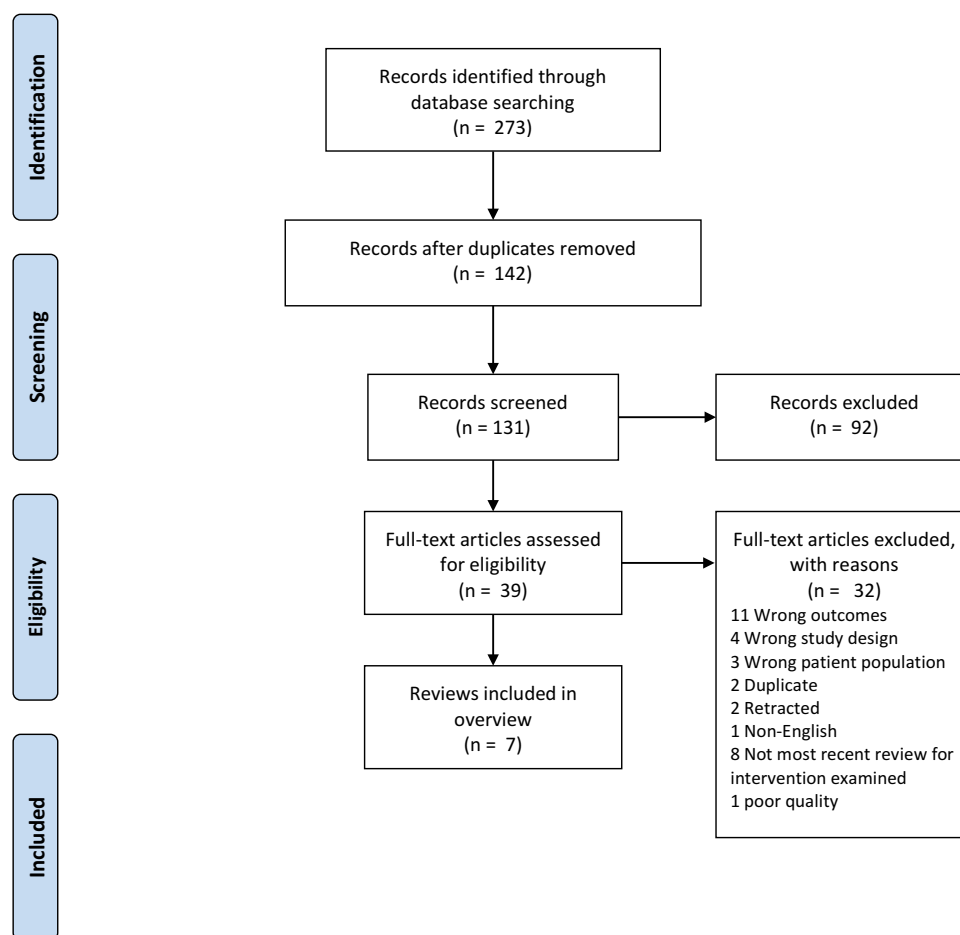 Identification
Records identified through
database searching
(n = 273)
Records after duplicates removed
(n = 142)
Screening
Records screened
(n = 131)
Records excluded
(n = 92)
Eligibility
Full-text articles assessed
for eligibility
(n = 39)
Full-text articles excluded,
with reasons
(n = 32)
11 Wrong outcomes
4 Wrong study design
3 Wrong patient population
2 Duplicate
2 Retracted
1 Non-English
8 Not most recent review for
intervention examined
1 poor quality
Reviews included in
overview
(n = 7)
Included